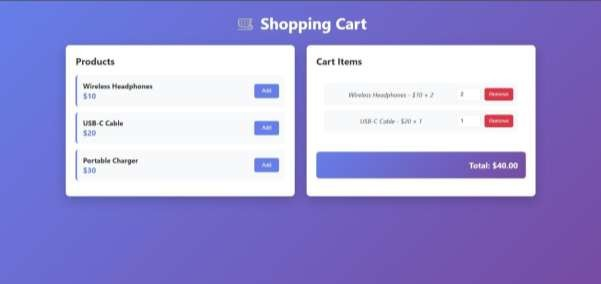 Shopping Cart
Products
Wireless Headphones
$10
Add
USB-C Cable
$20
Add
Portable Charger
$30
Add
Cart Items
Wireless Headphones - $10 × 2
2
Remove
USB-C Cable - $20 × 1
1
Remove
Total: $40.00